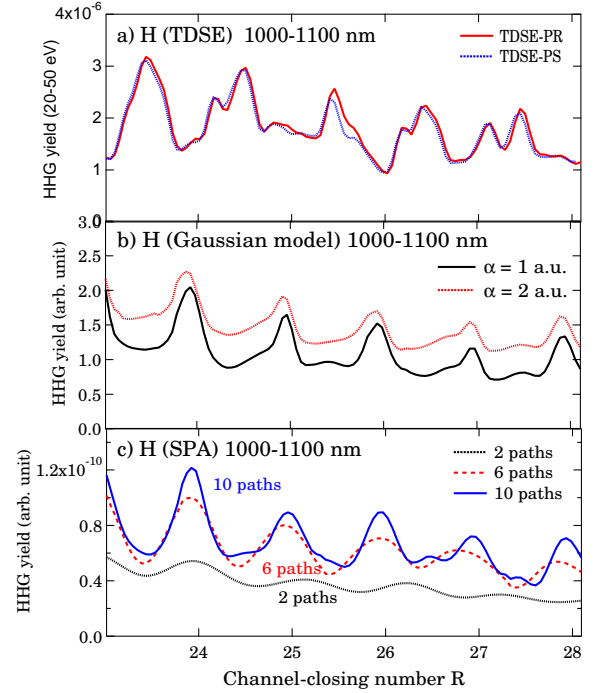 4x10⁻⁶
a) H (TDSE) 1000-1100 nm
TDSE-PR
TDSE-PS
3
2
1
0
HHG yield (20-50 eV)
3.0
b) H (Gaussian model) 1000-1100 nm
α = 1 a.u.
α = 2 a.u.
2.5
2.0
1.5
1.0
0.5
0.0
HHG yield (arb. unit)
c) H (SPA) 1000-1100 nm
2 paths
6 paths
10 paths
1.2x10⁻¹⁰
0.8
0.4
0.0
HHG yield (arb. unit)
10 paths
6 paths
2 paths
24 25 26 27 28
Channel-closing number R